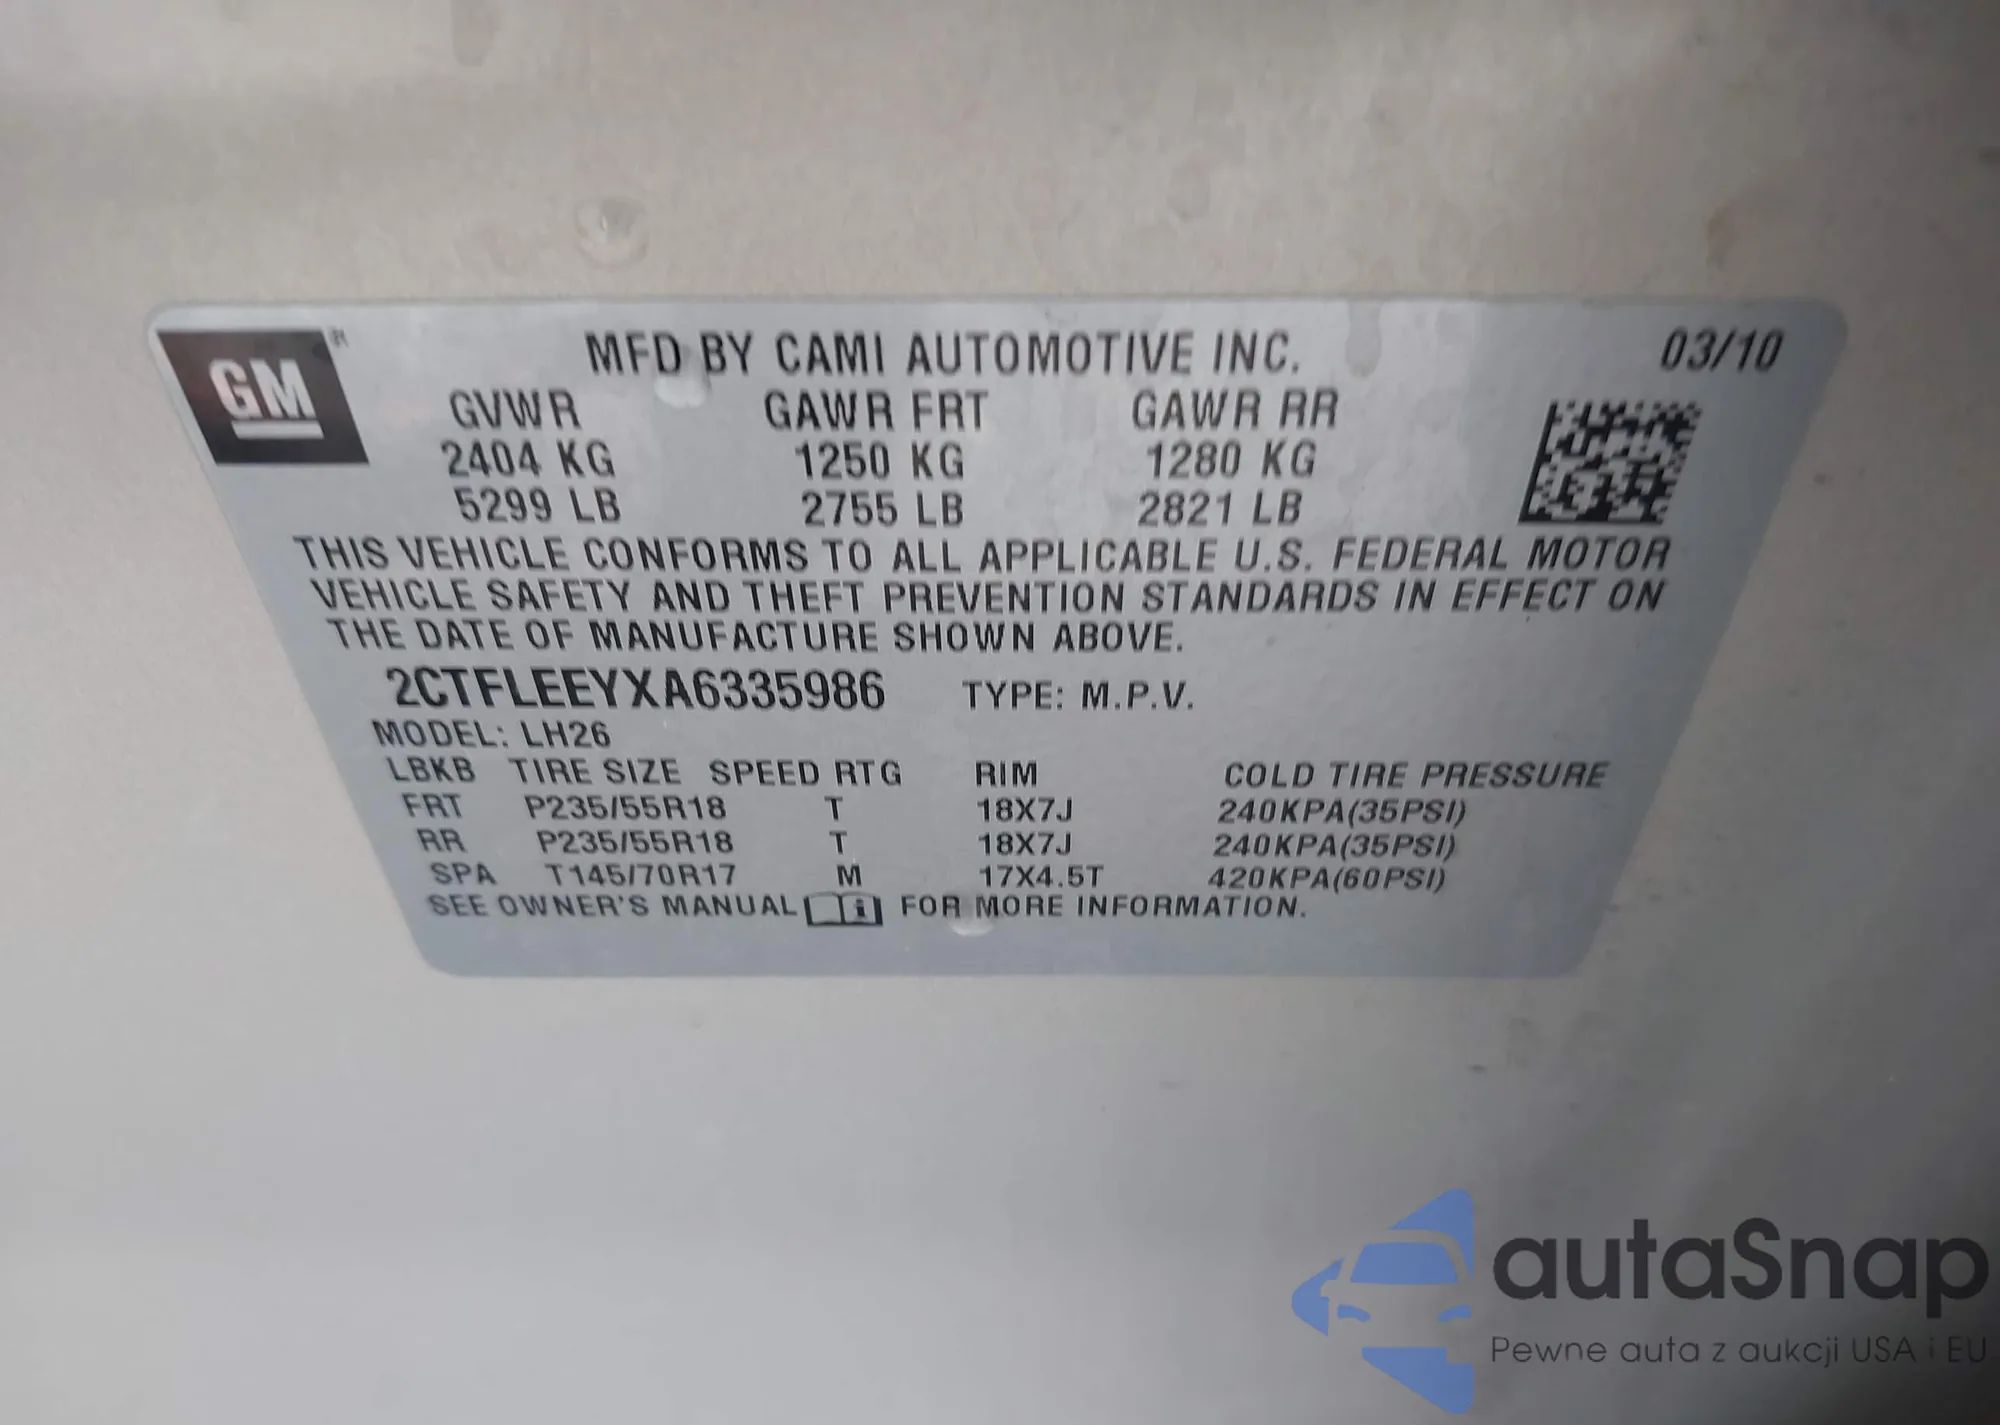 GM
MFD BY CAMI AUTOMOTIVE INC. 03/10
GVWR GAWR FRT GAWR RR
2404 KG 1250 KG 1280 KG
5299 LB 2755 LB 2821 LB
THIS VEHICLE CONFORMS TO ALL APPLICABLE U.S. FEDERAL MOTOR
VEHICLE SAFETY AND THEFT PREVENTION STANDARDS IN EFFECT ON
THE DATE OF MANUFACTURE SHOWN ABOVE.
2CTFLEEYXA6335986 TYPE: M.P.V.
MODEL: LH26
LBKB TIRE SIZE SPEED RTG RIM COLD TIRE PRESSURE
FRT P235/55R18 T 18X7J 240KPA(35PSI)
RR P235/55R18 T 18X7J 240KPA(35PSI)
SPA T145/70R17 M 17X4.5T 420KPA(60PSI)
SEE OWNER'S MANUAL i FOR MORE INFORMATION.
autaSnap
Pewne auta z aukcji USA i EU